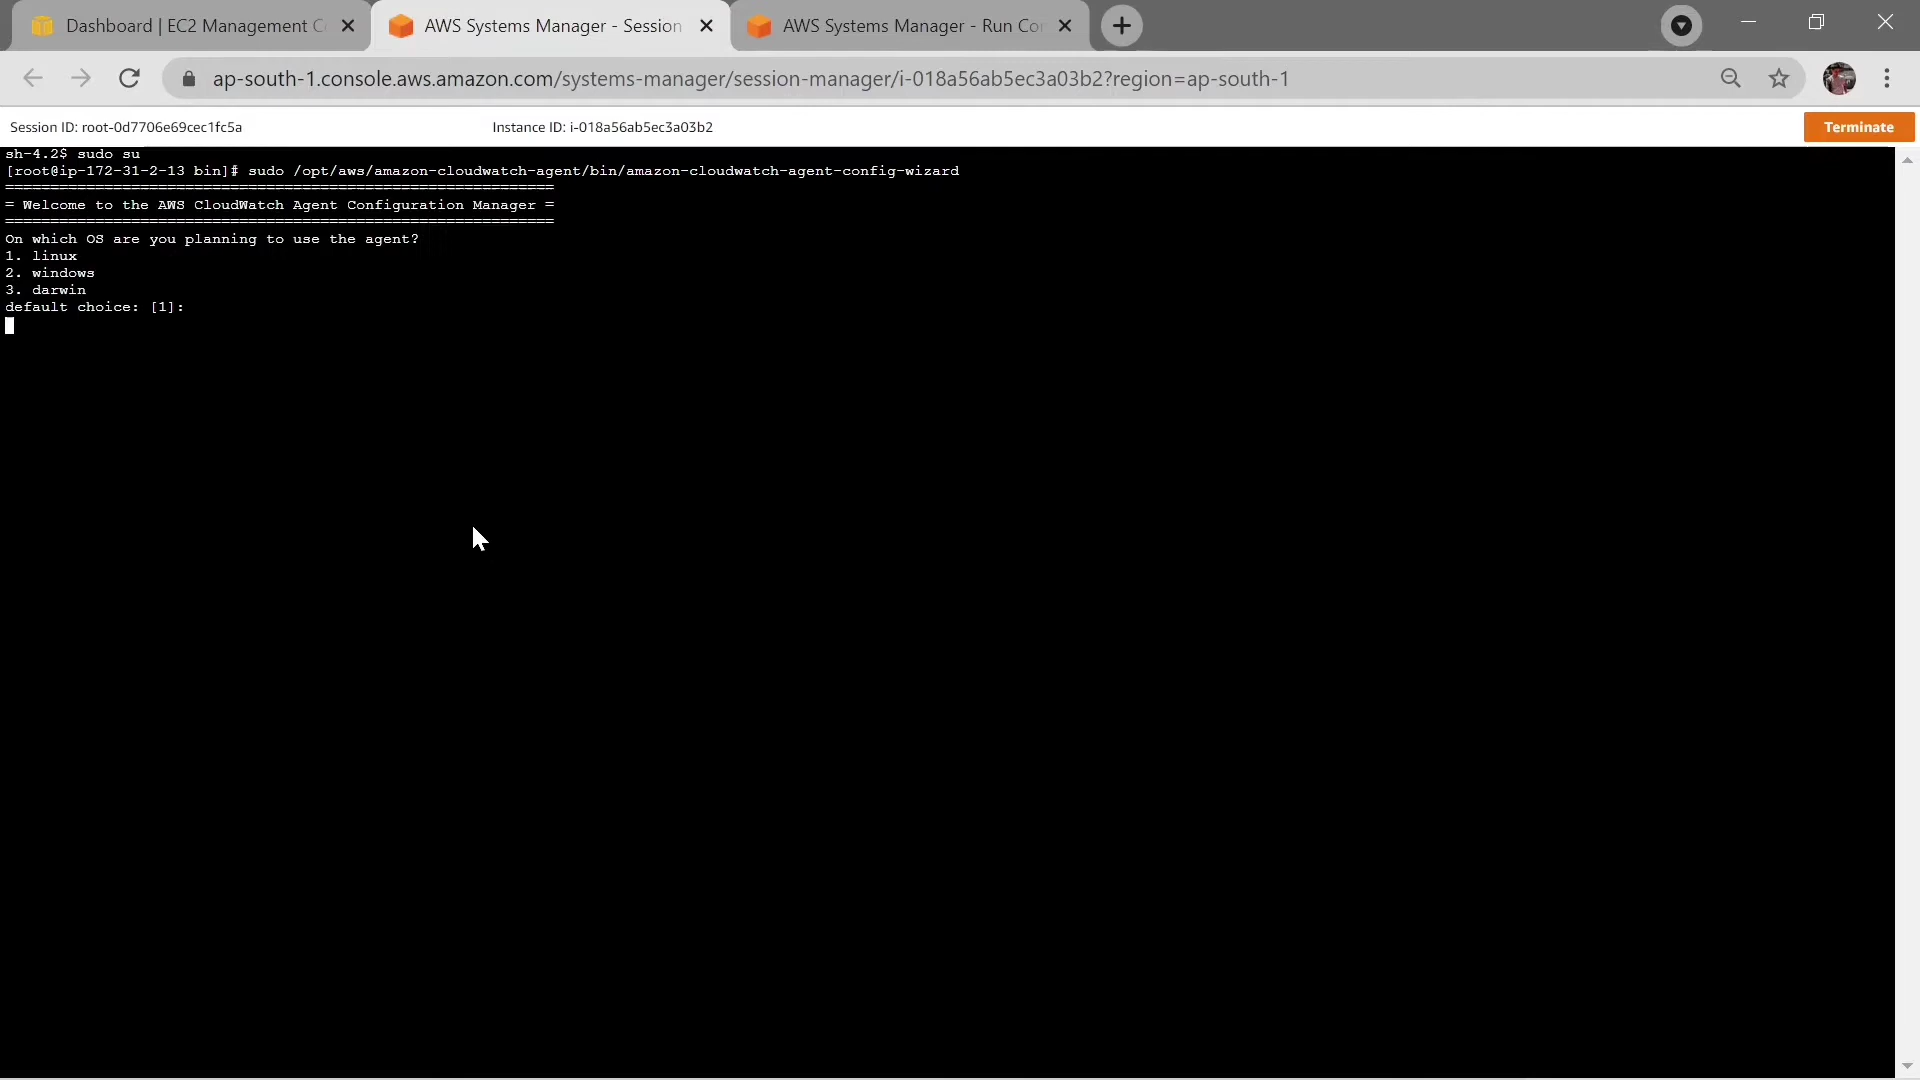 Dashboard | EC2 Management C
AWS Systems Manager - Session
AWS Systems Manager - Run Co
ap-south-1.console.aws.amazon.com/systems-manager/session-manager/i-018a56ab5ec3a03b2?region=ap-south-1
Session ID: root-0d7706e69cec1fc5a
Instance ID: i-018a56ab5ec3a03b2
Terminate
sh-4.2$ sudo su
[root@ip-172-31-2-13 bin]# sudo /opt/aws/amazon-cloudwatch-agent/bin/amazon-cloudwatch-agent-config-wizard
=============================================================
= Welcome to the AWS CloudWatch Agent Configuration Manager =
=============================================================
On which OS are you planning to use the agent?
1. linux
2. windows
3. darwin
default choice: [1]: